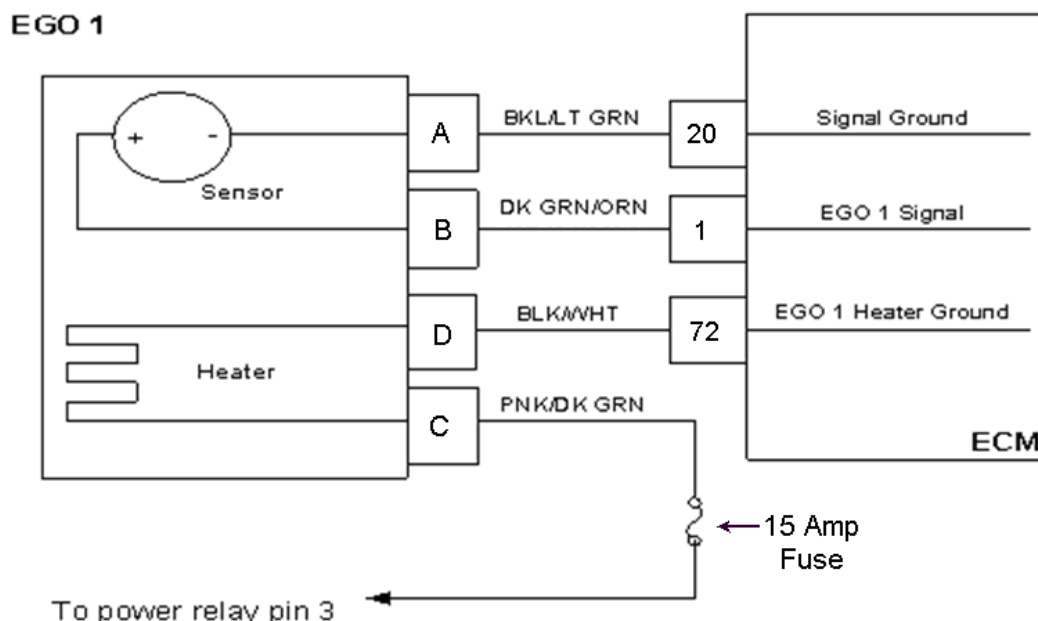 EGO 1
A
BKL/LT GRN
20
Signal Ground
+
-
Sensor
B
DK GRN/ORN
1
EGO 1 Signal
D
BLK/WHT
72
EGO 1 Heater Ground
Heater
C
PNK/DK GRN
ECM
15 Amp
Fuse
To power relay pin 3